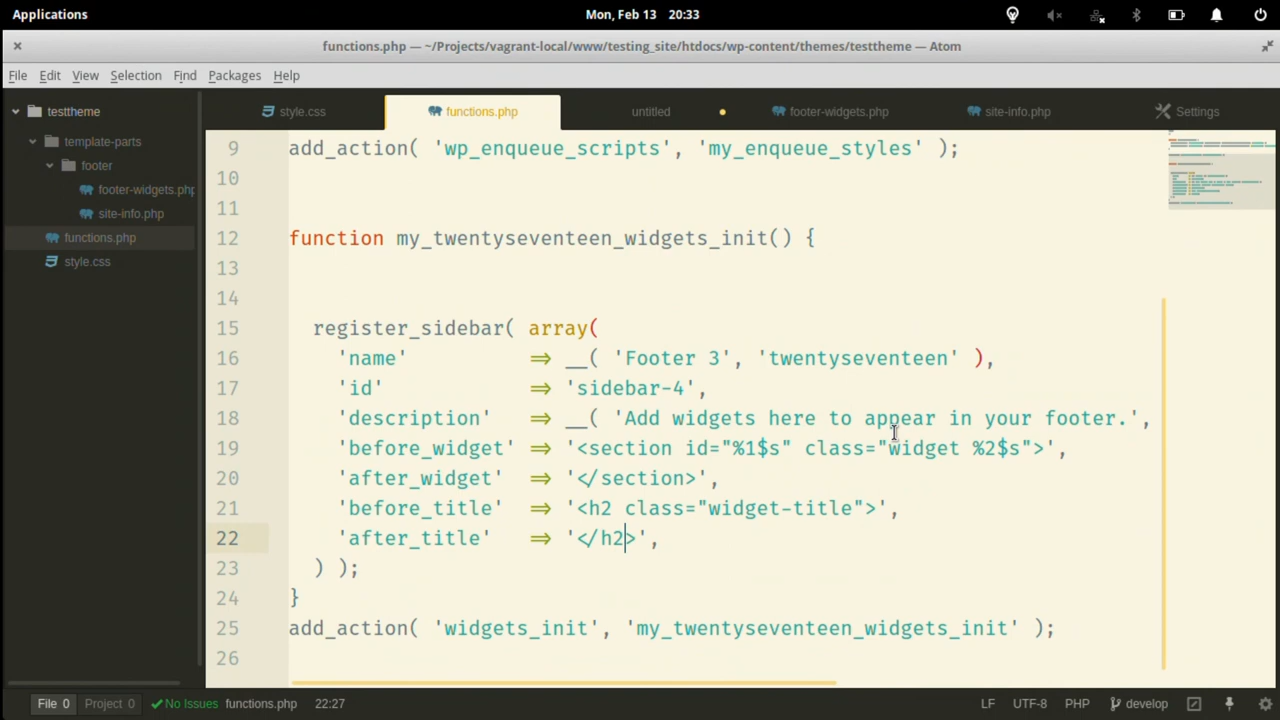 Applications
Mon, Feb 13 20:33
functions.php — ~/Projects/vagrant-local/www/testing_site/htdocs/wp-content/themes/testtheme — Atom
File Edit View Selection Find Packages Help
testtheme
template-parts
footer
footer-widgets.php
site-info.php
functions.php
style.css
style.css
functions.php
untitled
footer-widgets.php
site-info.php
Settings
9 add_action( 'wp_enqueue_scripts', 'my_enqueue_styles' );
10
11
12 function my_twentyseventeen_widgets_init() {
13
14
15 register_sidebar( array(
16 'name' => __( 'Footer 3', 'twentyseventeen' ),
17 'id' => 'sidebar-4',
18 'description' => __( 'Add widgets here to appear in your footer.',
19 'before_widget' => '<section id="%1$s" class="widget %2$s">',
20 'after_widget' => '</section>',
21 'before_title' => '<h2 class="widget-title">',
22 'after_title' => '</h2>',
23 ) );
24 }
25 add_action( 'widgets_init', 'my_twentyseventeen_widgets_init' );
26
File 0 Project 0 No Issues functions.php 22:27
LF UTF-8 PHP develop